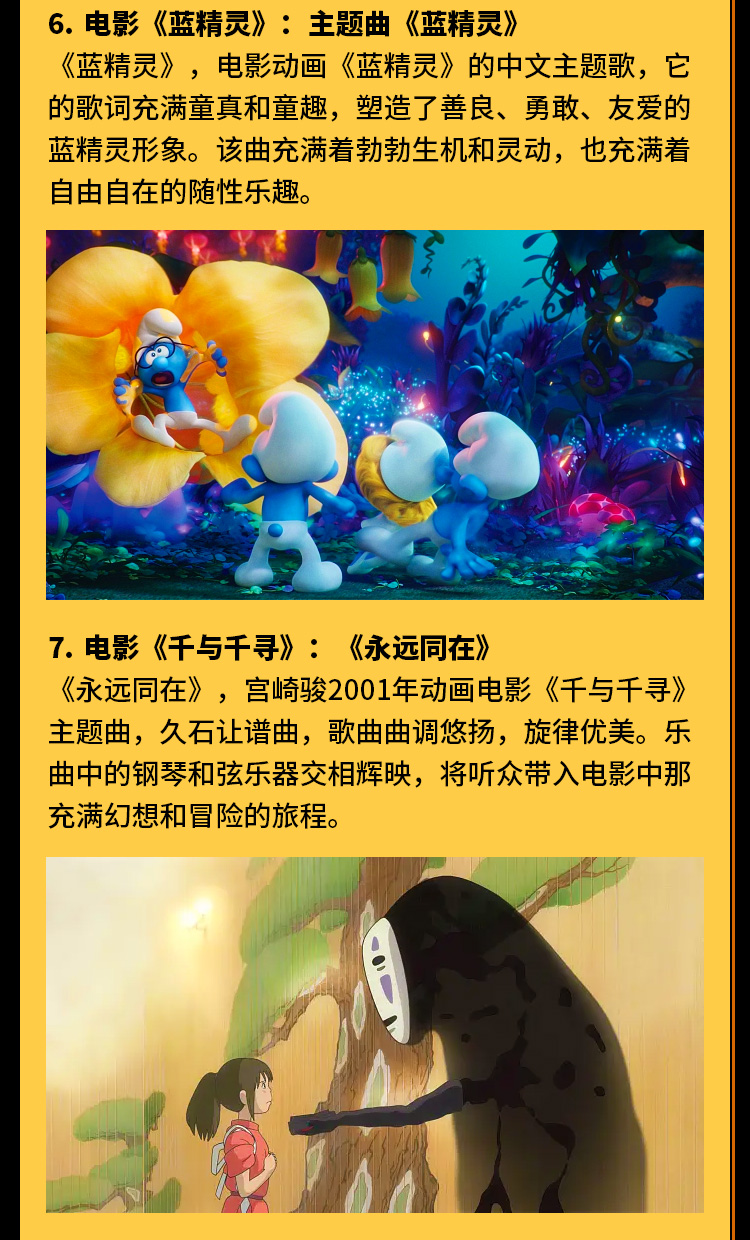 6. 电影《蓝精灵》：主题曲《蓝精灵》
《蓝精灵》，电影动画《蓝精灵》的中文主题歌，它
的歌词充满童真和童趣，塑造了善良、勇敢、友爱的
蓝精灵形象。该曲充满着勃勃生机和灵动，也充满着
自由自在的随性乐趣。
7. 电影《千与千寻》：《永远同在》
《永远同在》，宫崎骏2001年动画电影《千与千寻》
主题曲，久石让谱曲，歌曲曲调悠扬，旋律优美。乐
曲中的钢琴和弦乐器交相辉映，将听众带入电影中那
充满幻想和冒险的旅程。